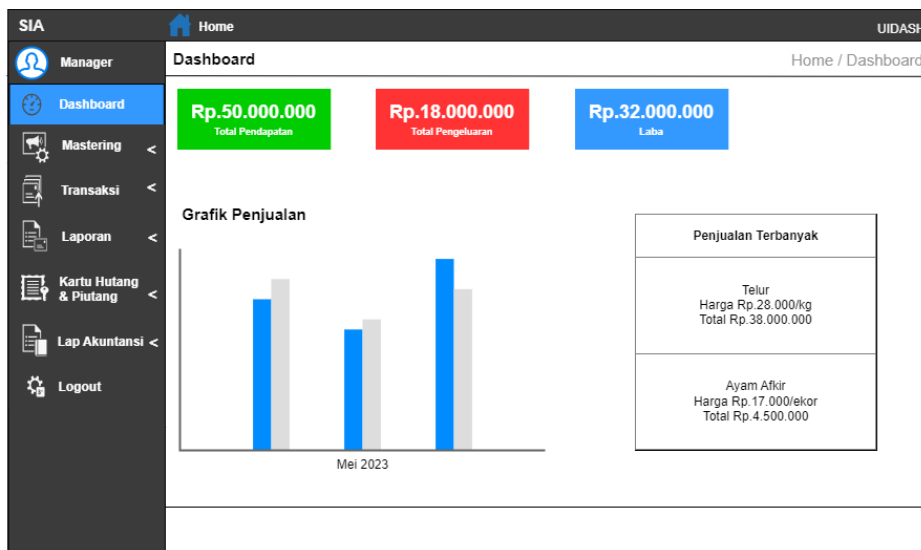 SIA
Home
UIDASH
Manager
Dashboard
Home / Dashboard
Dashboard
Mastering <
Transaksi <
Laporan <
Kartu Hutang
& Piutang <
Lap Akuntansi <
Logout
Rp.50.000.000
Total Pendapatan
Rp.18.000.000
Total Pengeluaran
Rp.32.000.000
Laba
Grafik Penjualan
Mei 2023
Penjualan Terbanyak
Telur
Harga Rp.28.000/kg
Total Rp.38.000.000
Ayam Afkir
Harga Rp.17.000/ekor
Total Rp.4.500.000